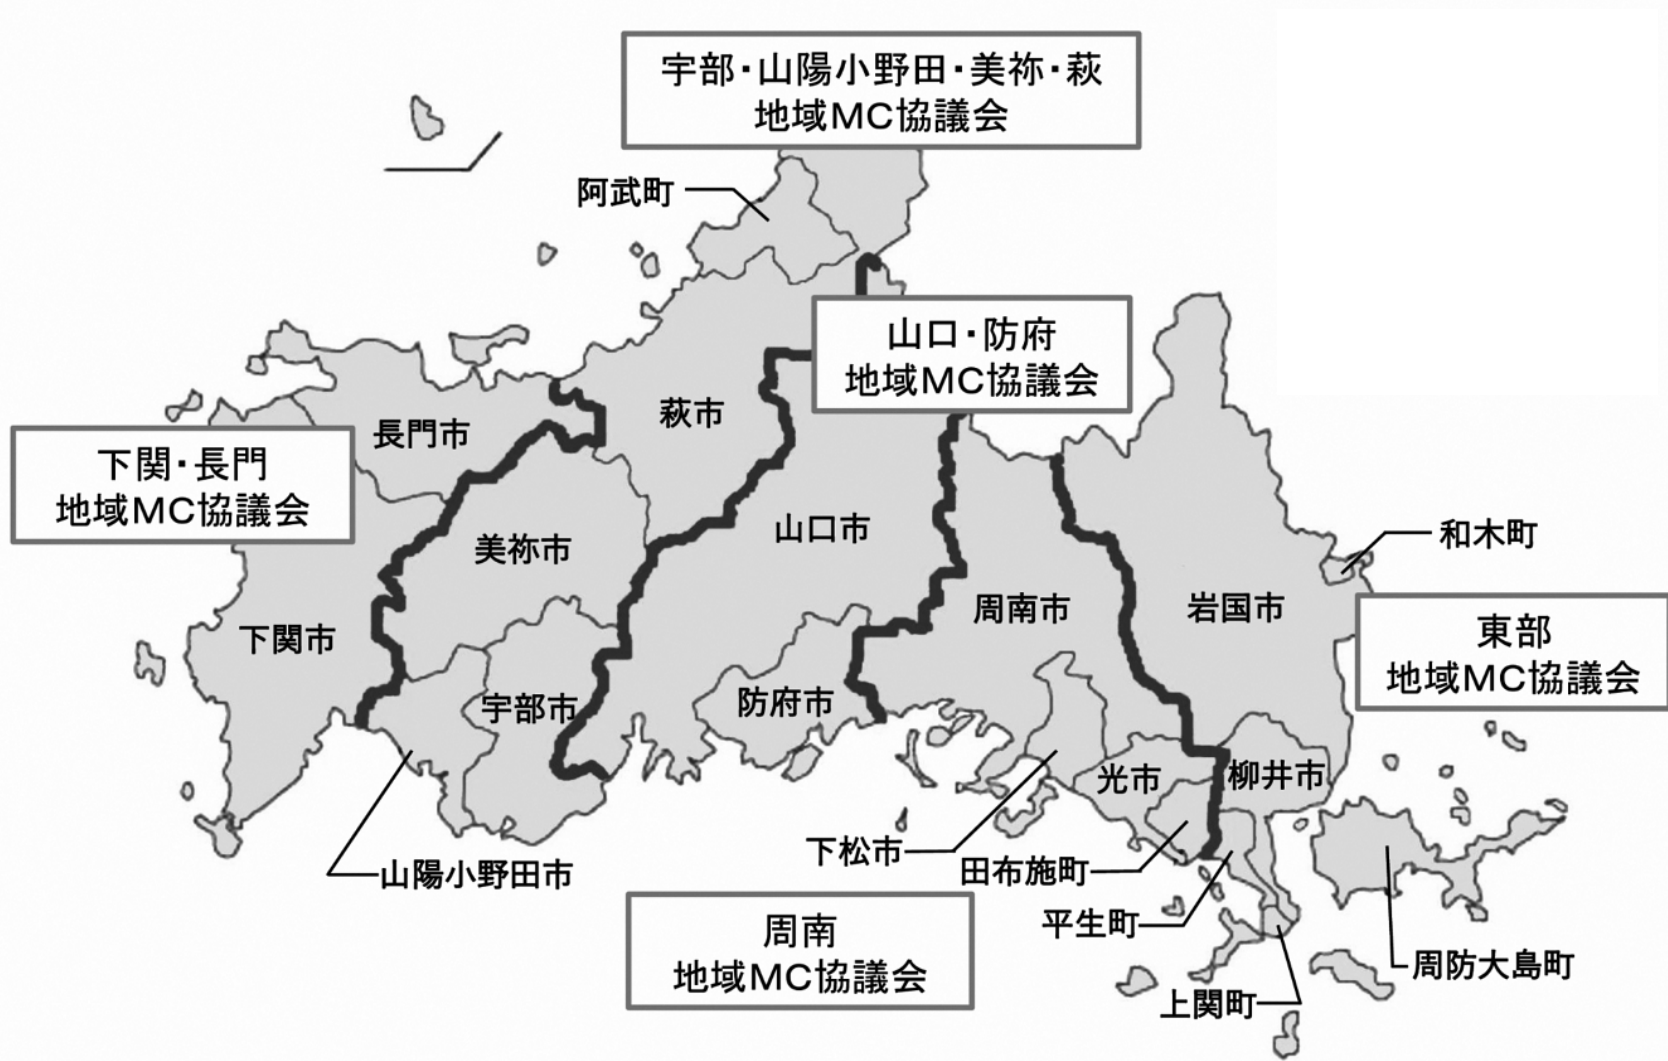 宇部・山陽小野田・美祢・萩
地域MC協議会
阿武町
山口・防府
地域MC協議会
長門市
萩市
下関・長門
地域MC協議会
美祢市
山口市
和木町
下関市
周南市
岩国市
東部
地域MC協議会
宇部市
防府市
光市
柳井市
下松市
田布施町
山陽小野田市
平生町
周南
地域MC協議会
周防大島町
上関町